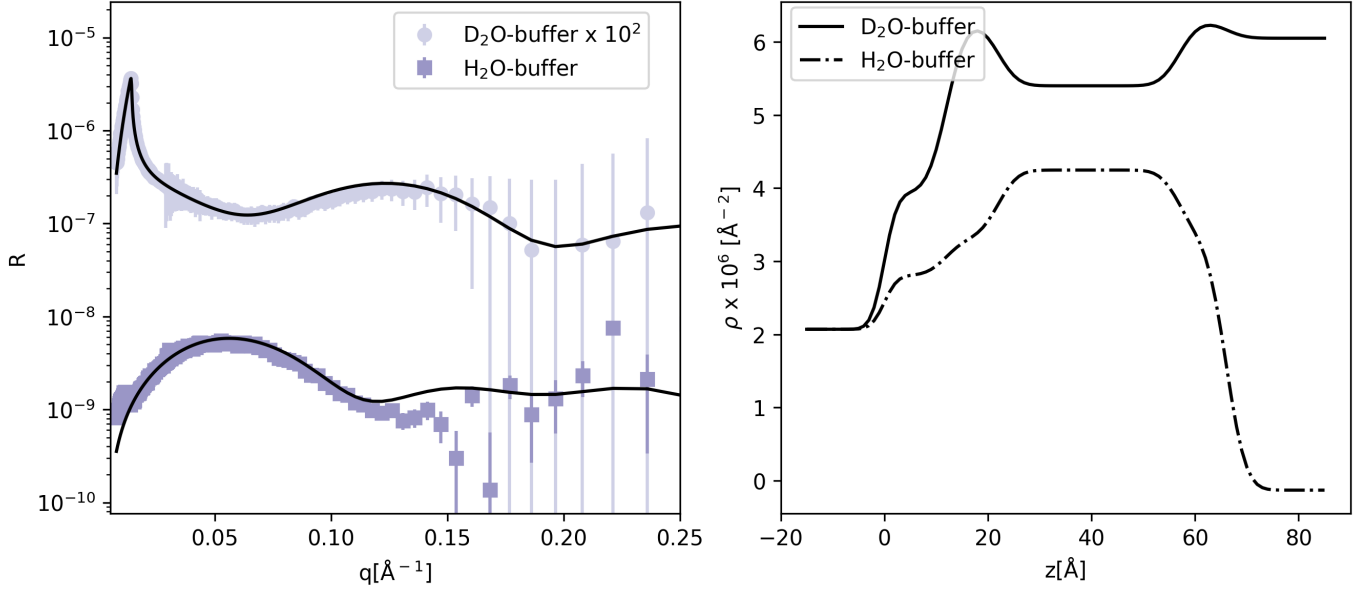 D₂O-buffer x 10²
H₂O-buffer
R
10⁻⁵
10⁻⁶
10⁻⁷
10⁻⁸
10⁻⁹
10⁻¹⁰
0.05 0.10 0.15 0.20 0.25
q[Å⁻¹]
D₂O-buffer
H₂O-buffer
ρ x 10⁶ [Å⁻²]
6
5
4
3
2
1
0
−20 0 20 40 60 80
z[Å]